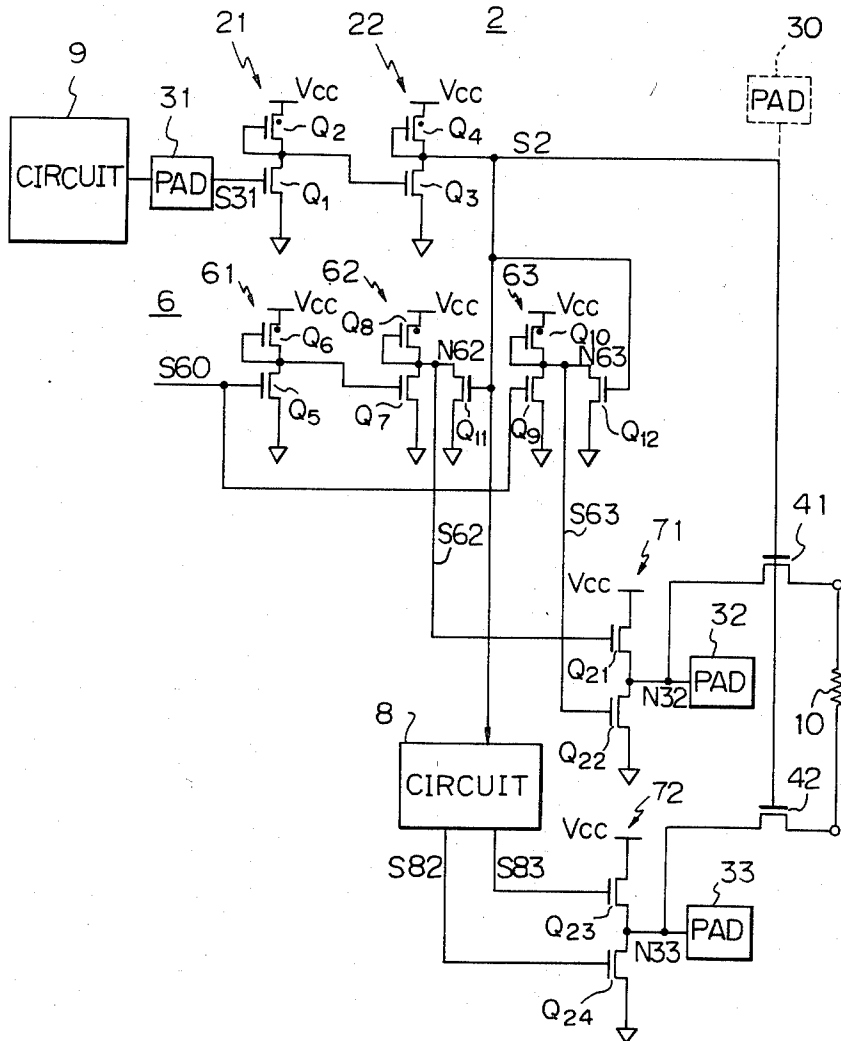 2
21
22
30
9
31
Vcc
Vcc
PAD
Q2
Q4
CIRCUIT
PAD
S31
Q1
Q3
S2
6
61
62
63
Vcc
Vcc
Vcc
Q6
Q8
Q10
N62
N63
S60
Q5
Q7
Q11
Q9
Q12
S62
S63
71
41
Vcc
32
Q21
PAD
N32
10
8
Q22
CIRCUIT
72
42
Vcc
S82
S83
33
Q23
PAD
N33
Q24